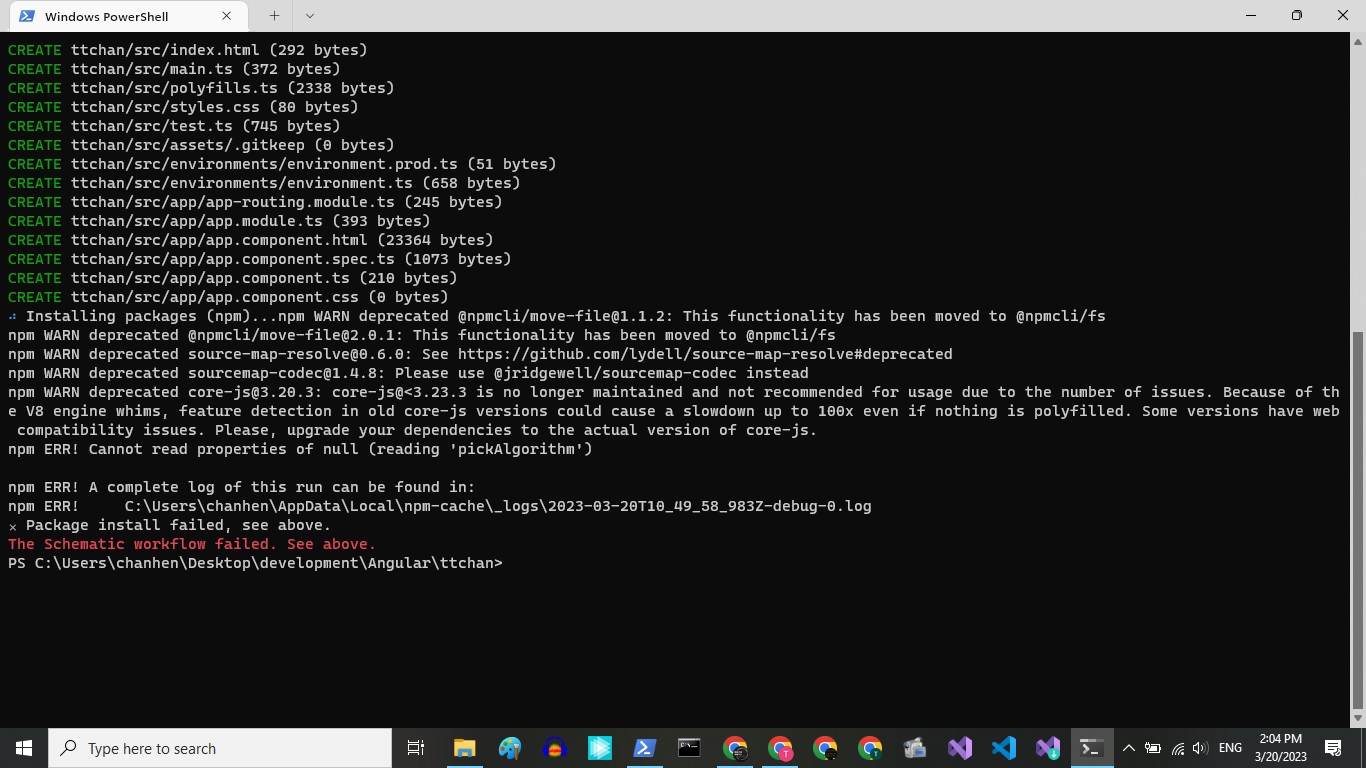 Windows PowerShell
CREATE ttchan/src/index.html (292 bytes)
CREATE ttchan/src/main.ts (372 bytes)
CREATE ttchan/src/polyfills.ts (2338 bytes)
CREATE ttchan/src/styles.css (80 bytes)
CREATE ttchan/src/test.ts (745 bytes)
CREATE ttchan/src/assets/.gitkeep (0 bytes)
CREATE ttchan/src/environments/environment.prod.ts (51 bytes)
CREATE ttchan/src/environments/environment.ts (658 bytes)
CREATE ttchan/src/app/app-routing.module.ts (245 bytes)
CREATE ttchan/src/app/app.module.ts (393 bytes)
CREATE ttchan/src/app/app.component.html (23364 bytes)
CREATE ttchan/src/app/app.component.spec.ts (1073 bytes)
CREATE ttchan/src/app/app.component.ts (210 bytes)
CREATE ttchan/src/app/app.component.css (0 bytes)
Installing packages (npm)...npm WARN deprecated @npmcli/move-file@1.1.2: This functionality has been moved to @npmcli/fs
npm WARN deprecated @npmcli/move-file@2.0.1: This functionality has been moved to @npmcli/fs
npm WARN deprecated source-map-resolve@0.6.0: See https://github.com/lydell/source-map-resolve#deprecated
npm WARN deprecated sourcemap-codec@1.4.8: Please use @jridgewell/sourcemap-codec instead
npm WARN deprecated core-js@3.20.3: core-js@<3.23.3 is no longer maintained and not recommended for usage due to the number of issues. Because of th
e V8 engine whims, feature detection in old core-js versions could cause a slowdown up to 100x even if nothing is polyfilled. Some versions have web
compatibility issues. Please, upgrade your dependencies to the actual version of core-js.
npm ERR! Cannot read properties of null (reading 'pickAlgorithm')
npm ERR! A complete log of this run can be found in:
npm ERR!     C:\Users\chanhen\AppData\Local\npm-cache\_logs\2023-03-20T10_49_58_983Z-debug-0.log
× Package install failed, see above.
The Schematic workflow failed. See above.
PS C:\Users\chanhen\Desktop\development\Angular\ttchan>
Type here to search
ENG
2:04 PM
3/20/2023